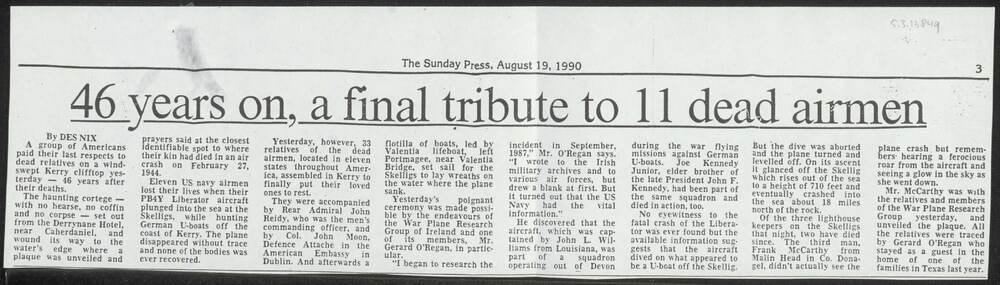 5.3.13849
The Sunday Press, August 19, 1990
3
46 years on, a final tribute to 11 dead airmen
By DES NIX
A group of Americans
paid their last respects to
dead relatives on a wind-
swept Kerry clifftop yes-
terday — 46 years after
their deaths.
The haunting cortege —
with no hearse, no coffin
and no corpse — set out
from the Derrynane Hotel,
near Caherdaniel, and
wound its way to the
water's edge where a
plaque was unveiled and
prayers said at the closest
identifiable spot to where
their kin had died in an air
crash on February 27,
1944.
Eleven US navy airmen
lost their lives when their
PB4Y Liberator aircraft
plunged into the sea at the
Skelligs, while hunting
German U-boats off the
coast of Kerry. The plane
disappeared without trace
and none of the bodies was
ever recovered.
Yesterday, however, 33
relatives of the dead
airmen, located in eleven
states throughout Amer-
ica, assembled in Kerry to
finally put their loved
ones to rest.
They were accompanied
by Rear Admiral John
Reidy, who was the men's
commanding officer, and
by Col. John Moon,
Defence Attache in the
American Embassy in
Dublin. And afterwards a
flotilla of boats, led by
Valentia lifeboat, left
Portmagee, near Valentia
Bridge, set sail for the
Skelligs to lay wreaths on
the water where the plane
sank.
Yesterday's poignant
ceremony was made possi-
ble by the endeavours of
the War Plane Research
Group of Ireland and one
of its members, Mr.
Gerard O'Regan, in partic-
ular.
"I began to research the
incident in September,
1987," Mr. O'Regan says.
"I wrote to the Irish
military archives and to
various air forces, but
drew a blank at first. But
it turned out that the US
Navy had the vital
information."
He discovered that the
aircraft, which was cap-
tained by John L. Wil-
liams from Louisiana, was
part of a squadron
operating out of Devon
during the war flying
missions against German
U-boats. Joe Kennedy
Junior, elder brother of
the late President John F.
Kennedy, had been part of
the same squadron and
died in action, too.
No eyewitness to the
fatal crash of the Libera-
tor was ever found but the
available information sug-
gests that the aircraft
dived on what appeared to
be a U-boat off the Skellig.
But the dive was aborted
and the plane turned and
levelled off. On its ascent
it glanced off the Skellig
which rises out of the sea
to a height of 710 feet and
eventually crashed into
the sea about 18 miles
north of the rock.
Of the three lighthouse
keepers on the Skelligs
that night, two have died
since. The third man,
Frank McCarthy from
Malin Head in Co. Dona-
gel, didn't actually see the
plane crash but remem-
bers hearing a ferocious
roar from the aircraft and
seeing a glow in the sky as
she went down.
Mr. McCarthy was with
the relatives and members
of the War Plane Research
Group yesterday, and
unveiled the plaque. All
the relatives were traced
by Gerard O'Regan who
stayed as a guest in the
home of one of the
families in Texas last year.